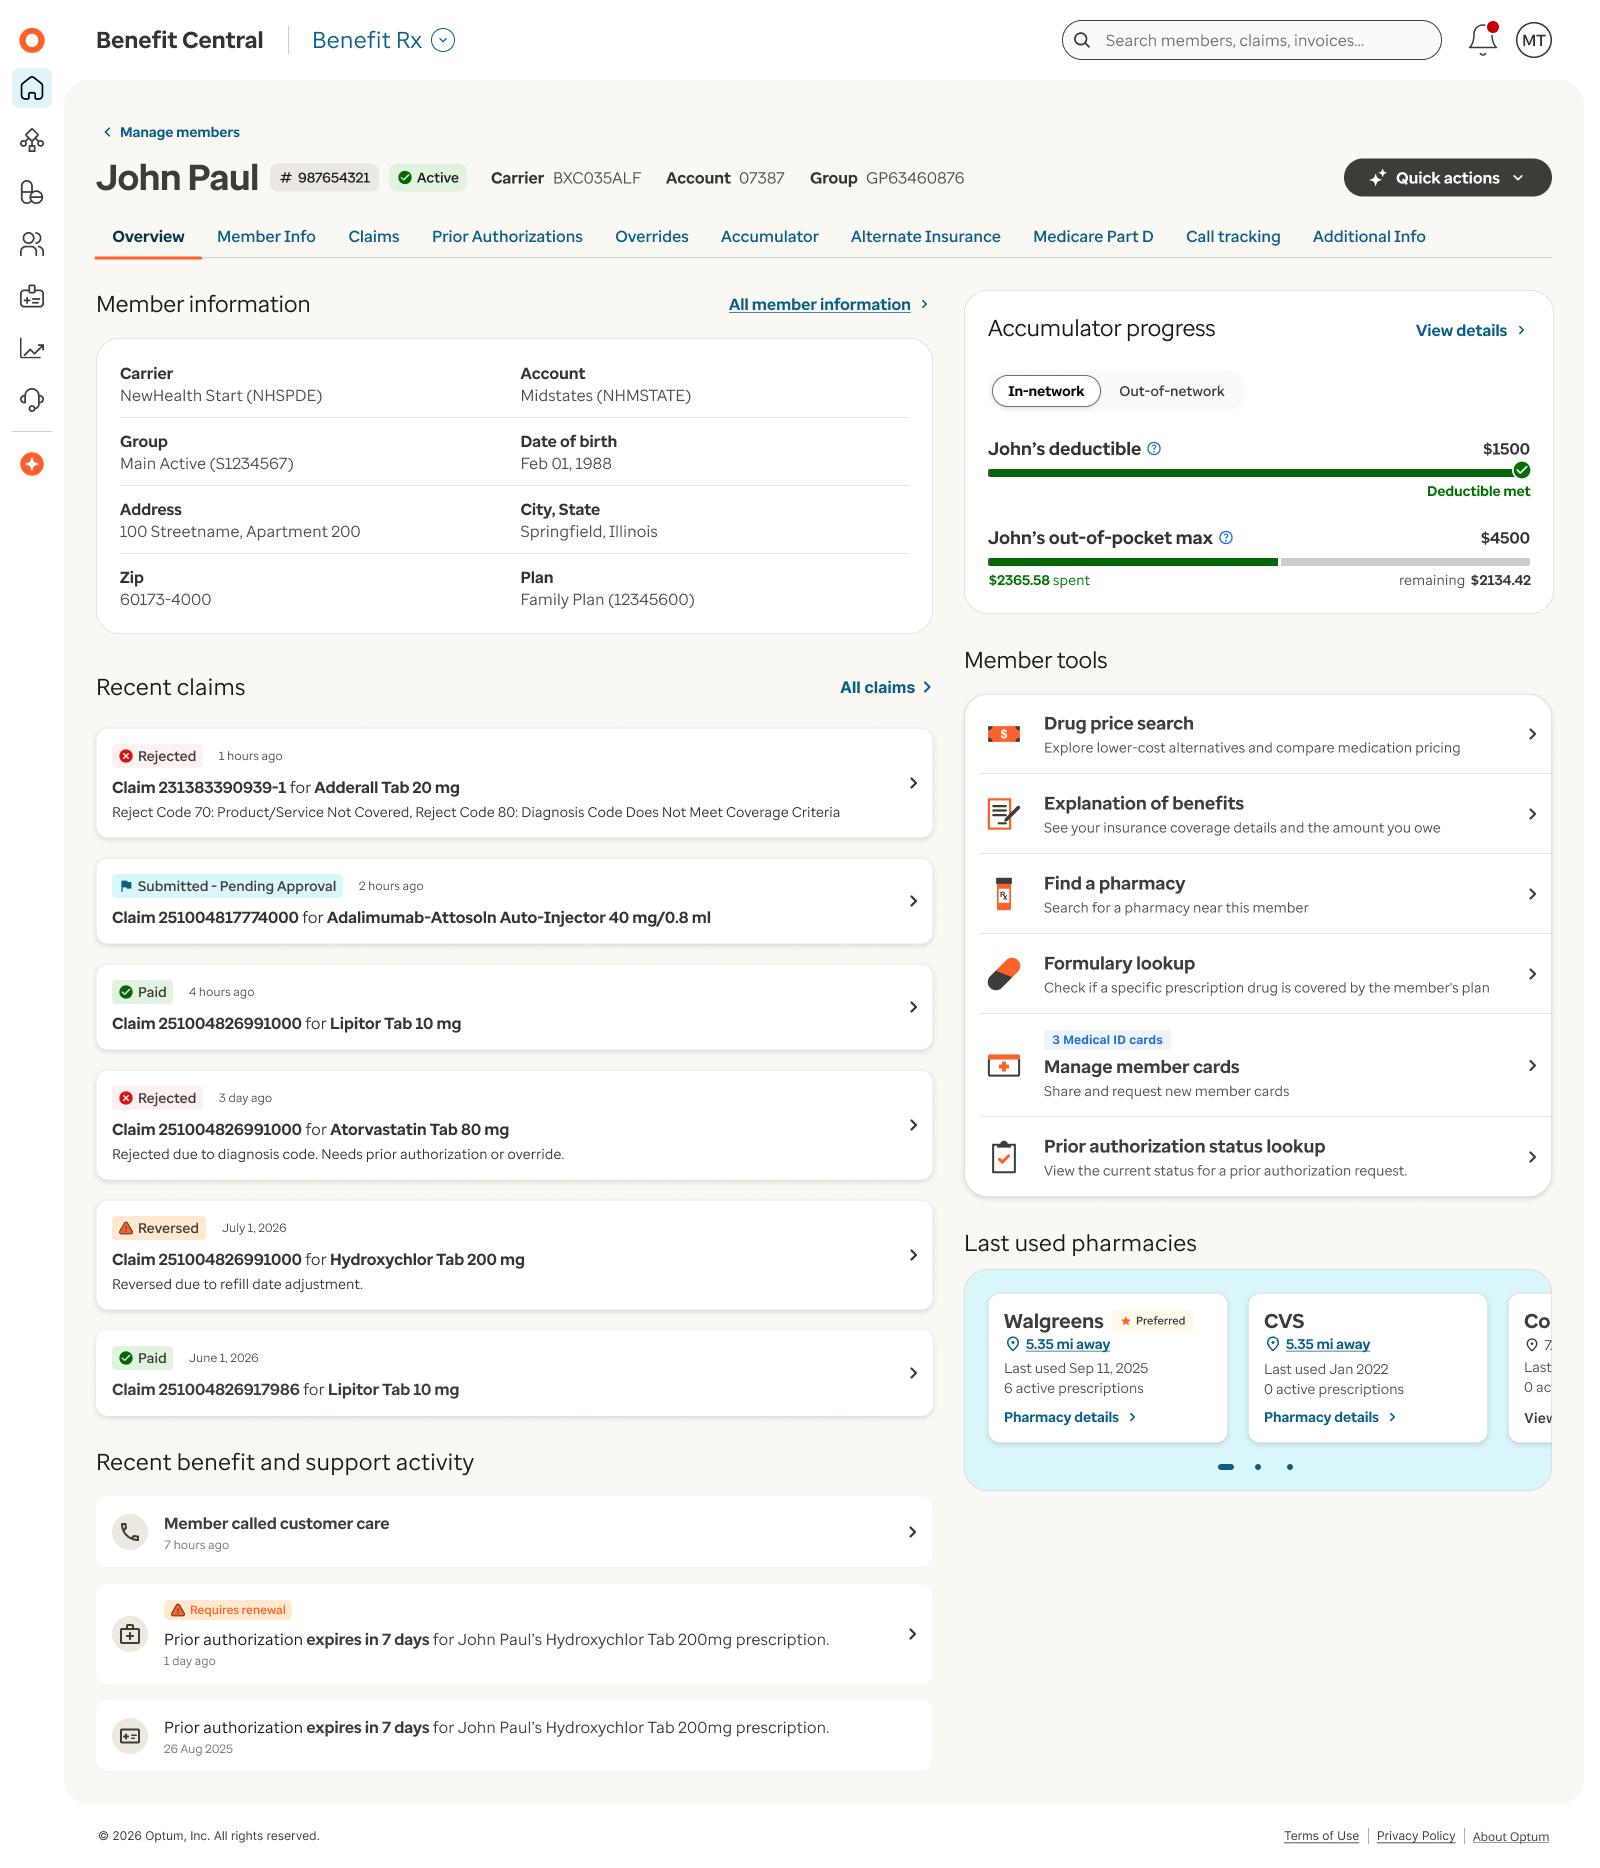 Benefit Central
Benefit Rx
Search members, claims, invoices...
MT
Manage members
John Paul
# 987654321
Active
Carrier BXC035ALF
Account 07387
Group GP63460876
Quick actions
Overview
Member Info
Claims
Prior Authorizations
Overrides
Accumulator
Alternate Insurance
Medicare Part D
Call tracking
Additional Info
Member information
All member information
Carrier
NewHealth Start (NHSPDE)
Account
Midstates (NHMSTATE)
Group
Main Active (S1234567)
Date of birth
Feb 01, 1988
Address
100 Streetname, Apartment 200
City, State
Springfield, Illinois
Zip
60173-4000
Plan
Family Plan (12345600)
Recent claims
All claims
Rejected
1 hours ago
Claim 231383390939-1 for Adderall Tab 20 mg
Reject Code 70: Product/Service Not Covered, Reject Code 80: Diagnosis Code Does Not Meet Coverage Criteria
Submitted - Pending Approval
2 hours ago
Claim 251004817774000 for Adalimumab-Attosoln Auto-Injector 40 mg/0.8 ml
Paid
4 hours ago
Claim 251004826991000 for Lipitor Tab 10 mg
Rejected
3 day ago
Claim 251004826991000 for Atorvastatin Tab 80 mg
Rejected due to diagnosis code. Needs prior authorization or override.
Reversed
July 1, 2026
Claim 251004826991000 for Hydroxychlor Tab 200 mg
Reversed due to refill date adjustment.
Paid
June 1, 2026
Claim 251004826917986 for Lipitor Tab 10 mg
Recent benefit and support activity
Member called customer care
7 hours ago
Requires renewal
Prior authorization expires in 7 days for John Paul's Hydroxychlor Tab 200mg prescription.
1 day ago
Prior authorization expires in 7 days for John Paul's Hydroxychlor Tab 200mg prescription.
26 Aug 2025
Accumulator progress
View details
In-network
Out-of-network
John's deductible
$1500
Deductible met
John's out-of-pocket max
$4500
$2365.58 spent
remaining $2134.42
Member tools
$
Drug price search
Explore lower-cost alternatives and compare medication pricing
Explanation of benefits
See your insurance coverage details and the amount you owe
Rx
Find a pharmacy
Search for a pharmacy near this member
Formulary lookup
Check if a specific prescription drug is covered by the member's plan
3 Medical ID cards
Manage member cards
Share and request new member cards
Prior authorization status lookup
View the current status for a prior authorization request.
Last used pharmacies
Walgreens
Preferred
5.35 mi away
Last used Sep 11, 2025
6 active prescriptions
Pharmacy details
CVS
5.35 mi away
Last used Jan 2022
0 active prescriptions
Pharmacy details
Co
7.
Last
0 ac
View
© 2026 Optum, Inc. All rights reserved.
Terms of Use
Privacy Policy
About Optum